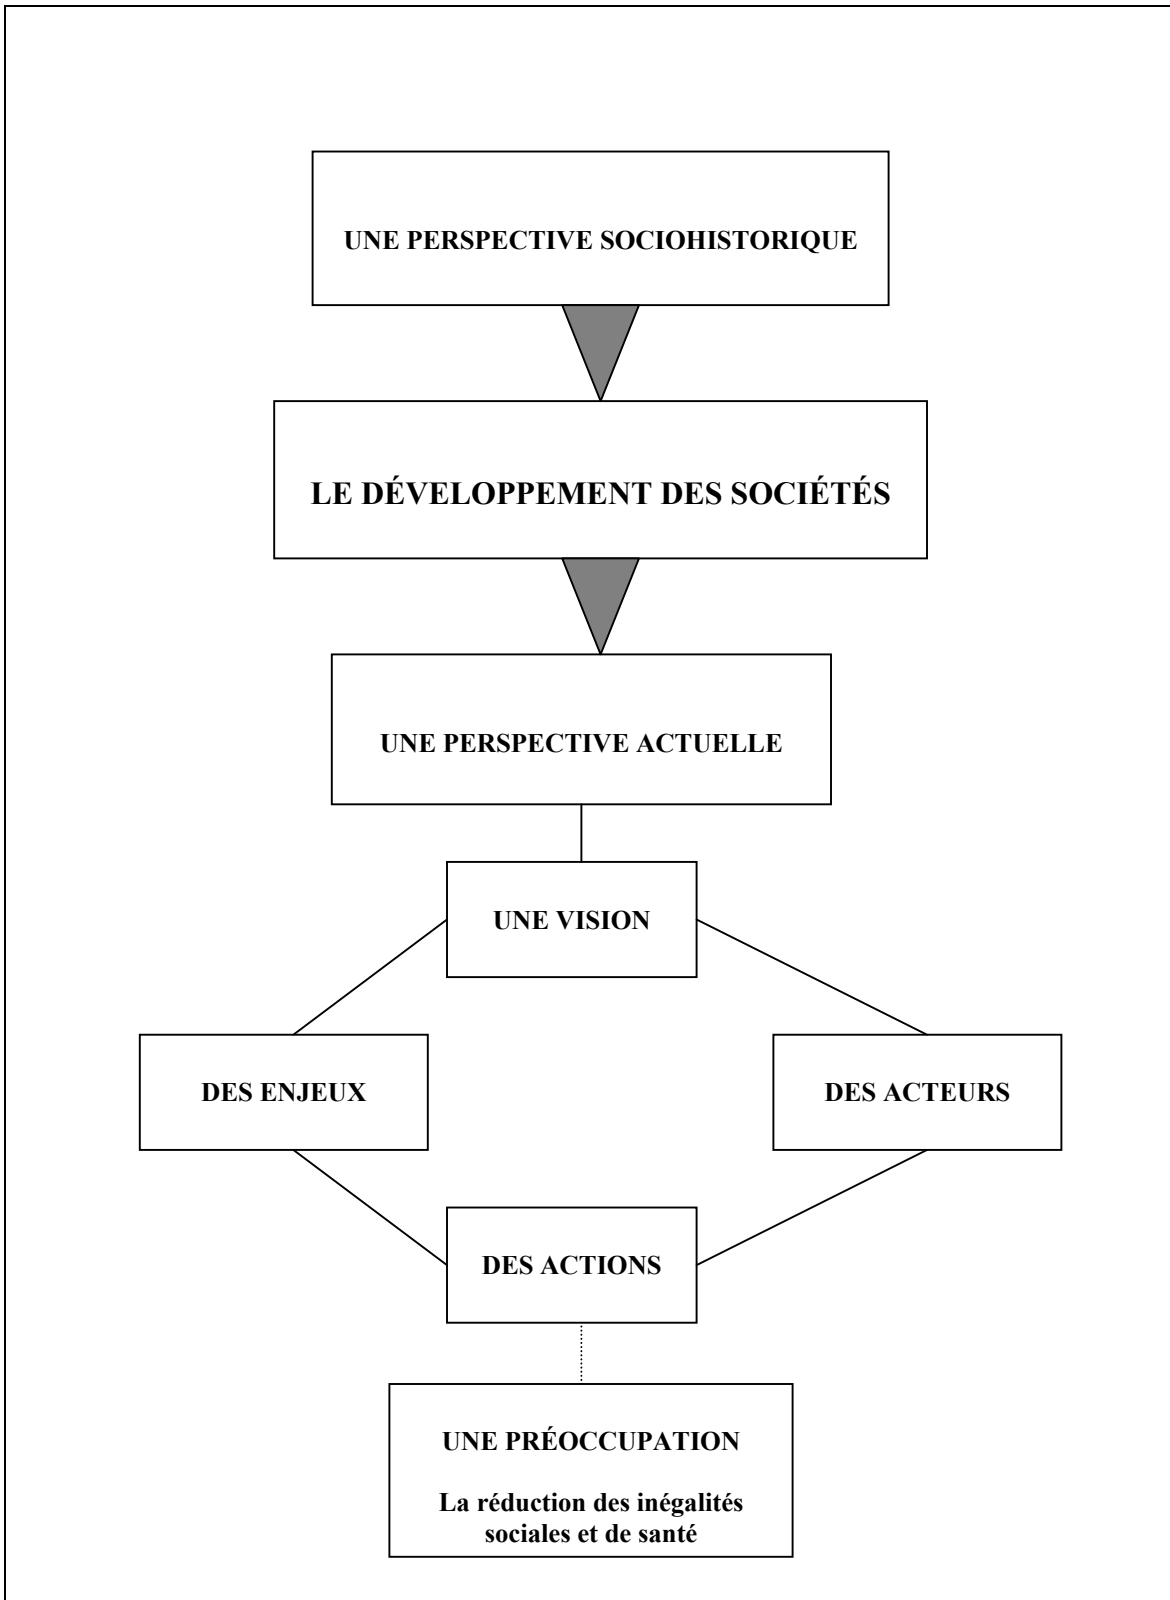 UNE PERSPECTIVE SOCIOHISTORIQUE
LE DÉVELOPPEMENT DES SOCIÉTÉS
UNE PERSPECTIVE ACTUELLE
UNE VISION
DES ENJEUX
DES ACTEURS
DES ACTIONS
UNE PRÉOCCUPATION
La réduction des inégalités
sociales et de santé